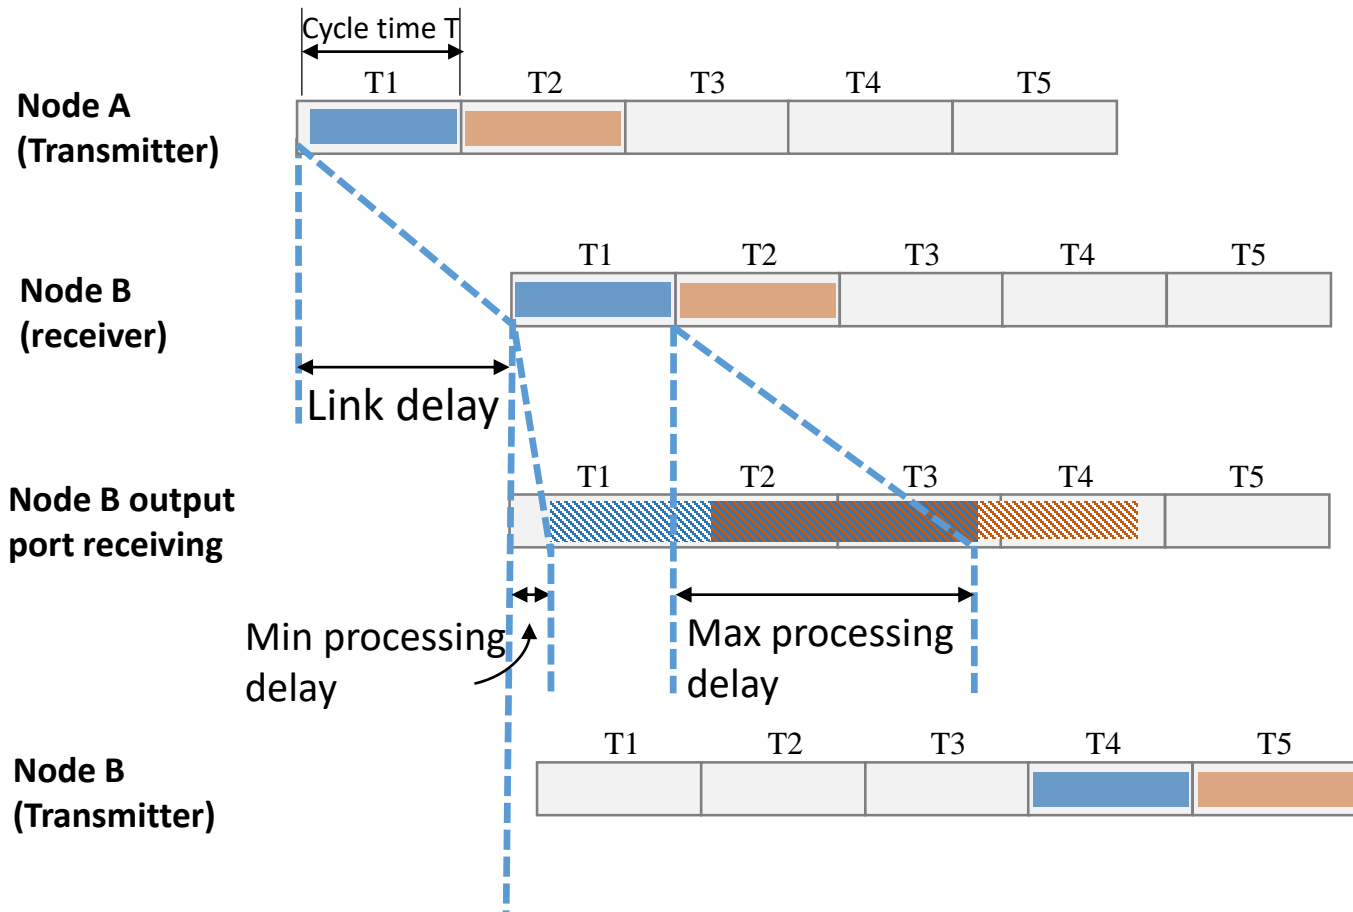 Cycle time T
T1 T2 T3 T4 T5
Node A
(Transmitter)
T1 T2 T3 T4 T5
Node B
(receiver)
Link delay
T1 T2 T3 T4 T5
Node B output
port receiving
Min processing
delay
Max processing
delay
T1 T2 T3 T4 T5
Node B
(Transmitter)